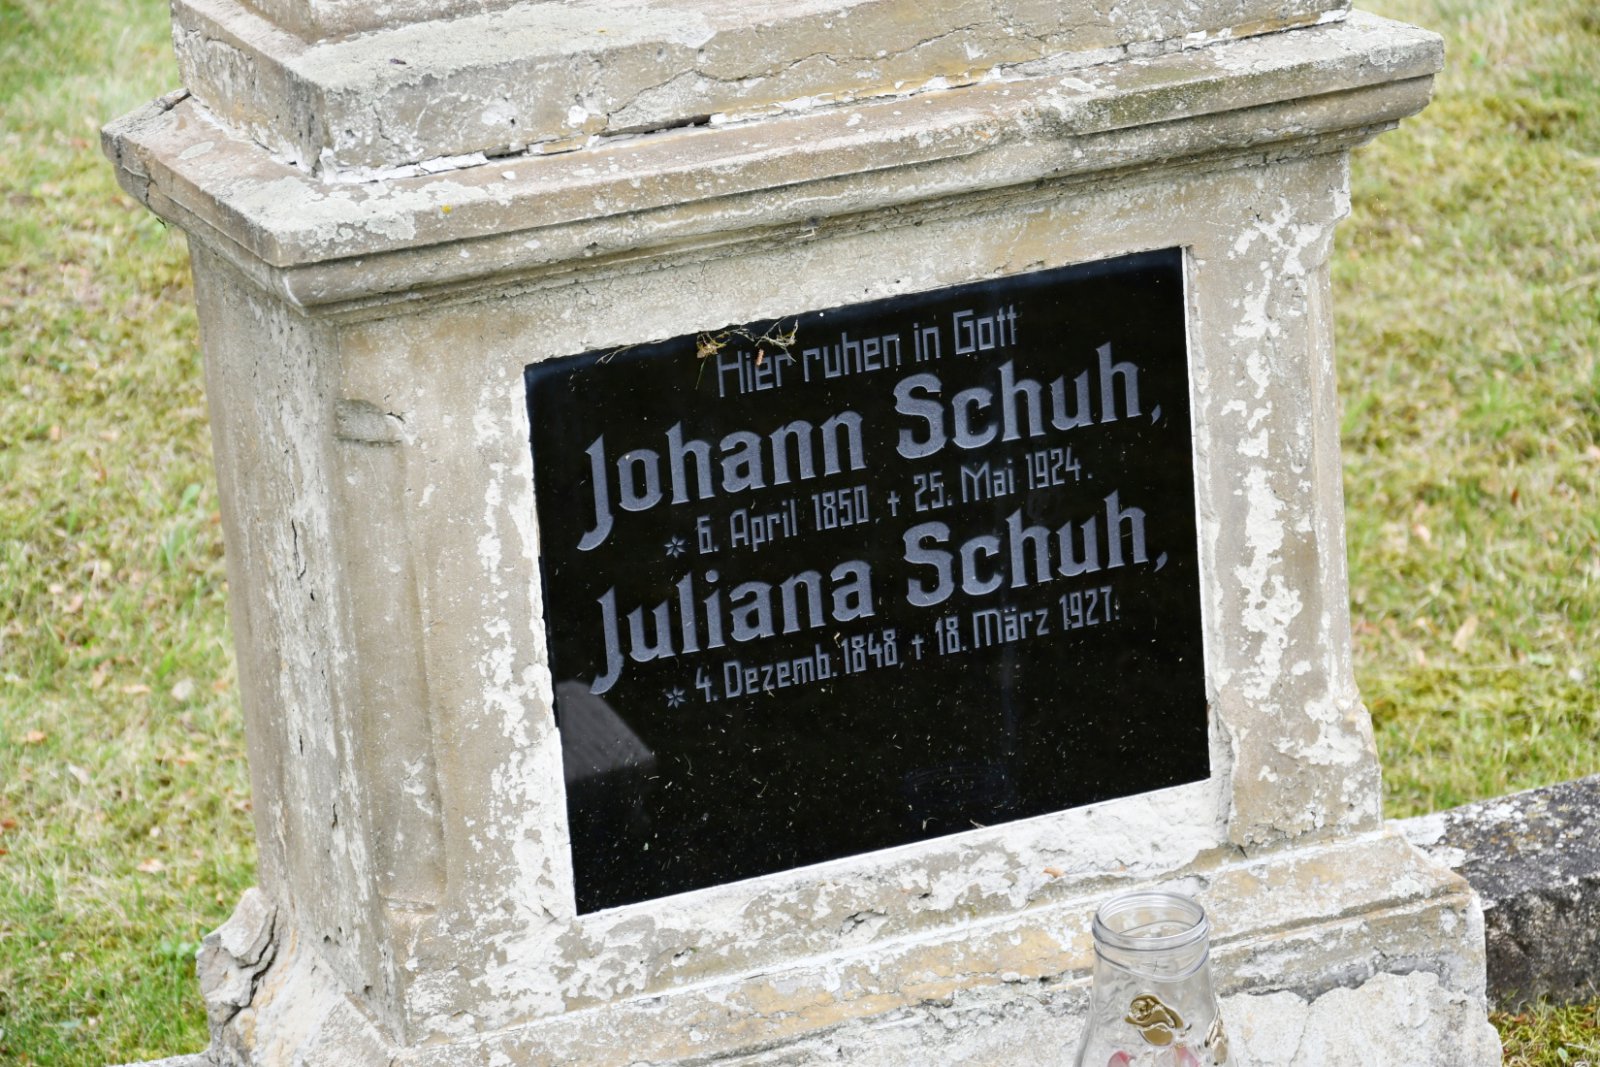 Hier ruhen in Gott
Johann Schuh,
* 6. April 1850, † 25. Mai 1924.
Juliana Schuh,
* 4. Dezemb. 1848, † 18. März 1927.